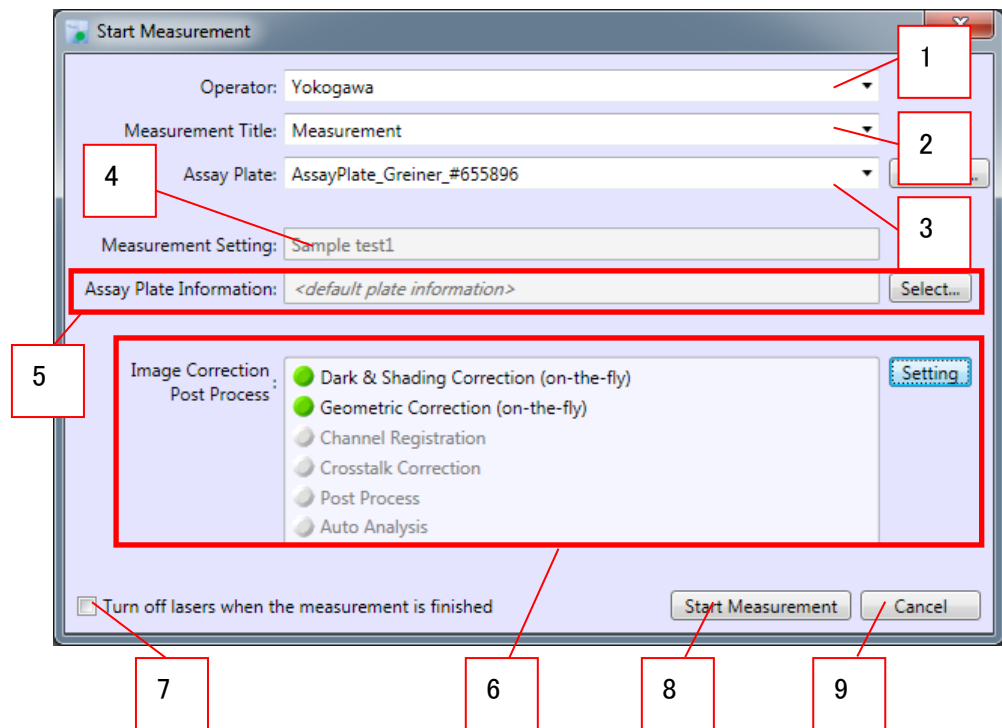 Start Measurement
1
Operator: Yokogawa
Measurement Title: Measurement
2
4
Assay Plate: AssayPlate_Greiner_#655896
3
Measurement Setting: Sample test1
Assay Plate Information: <default plate information> Select...
5
Image Correction
Post Process :
Dark & Shading Correction (on-the-fly)
Setting
Geometric Correction (on-the-fly)
Channel Registration
Crosstalk Correction
Post Process
Auto Analysis
Turn off lasers when the measurement is finished Start Measurement Cancel
7 6 8 9